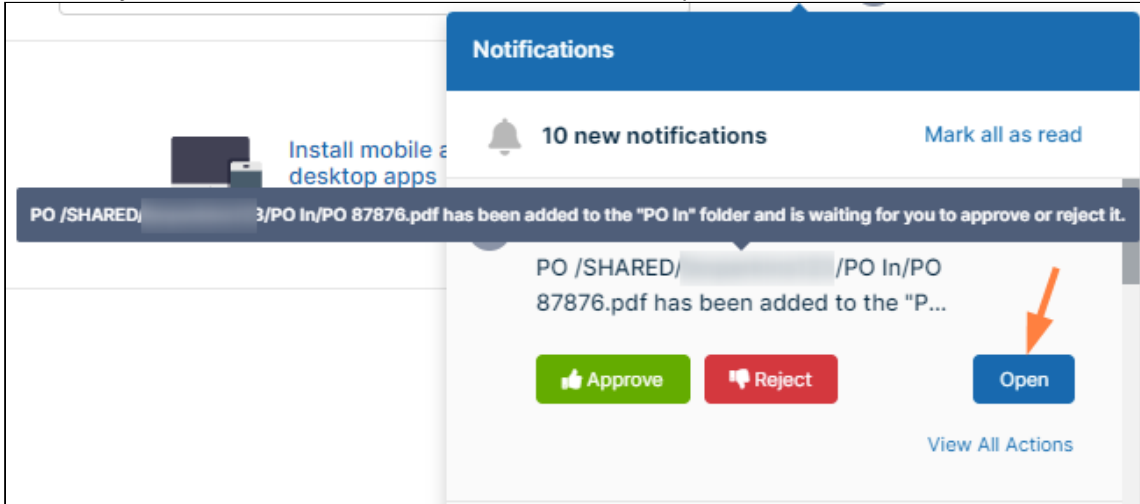 Notifications
10 new notifications
Mark all as read
Install mobile a
desktop apps
PO /SHARED/ 3/PO In/PO 87876.pdf has been added to the "PO In" folder and is waiting for you to approve or reject it.
PO /SHARED/ /PO In/PO
87876.pdf has been added to the "P...
Approve
Reject
Open
View All Actions